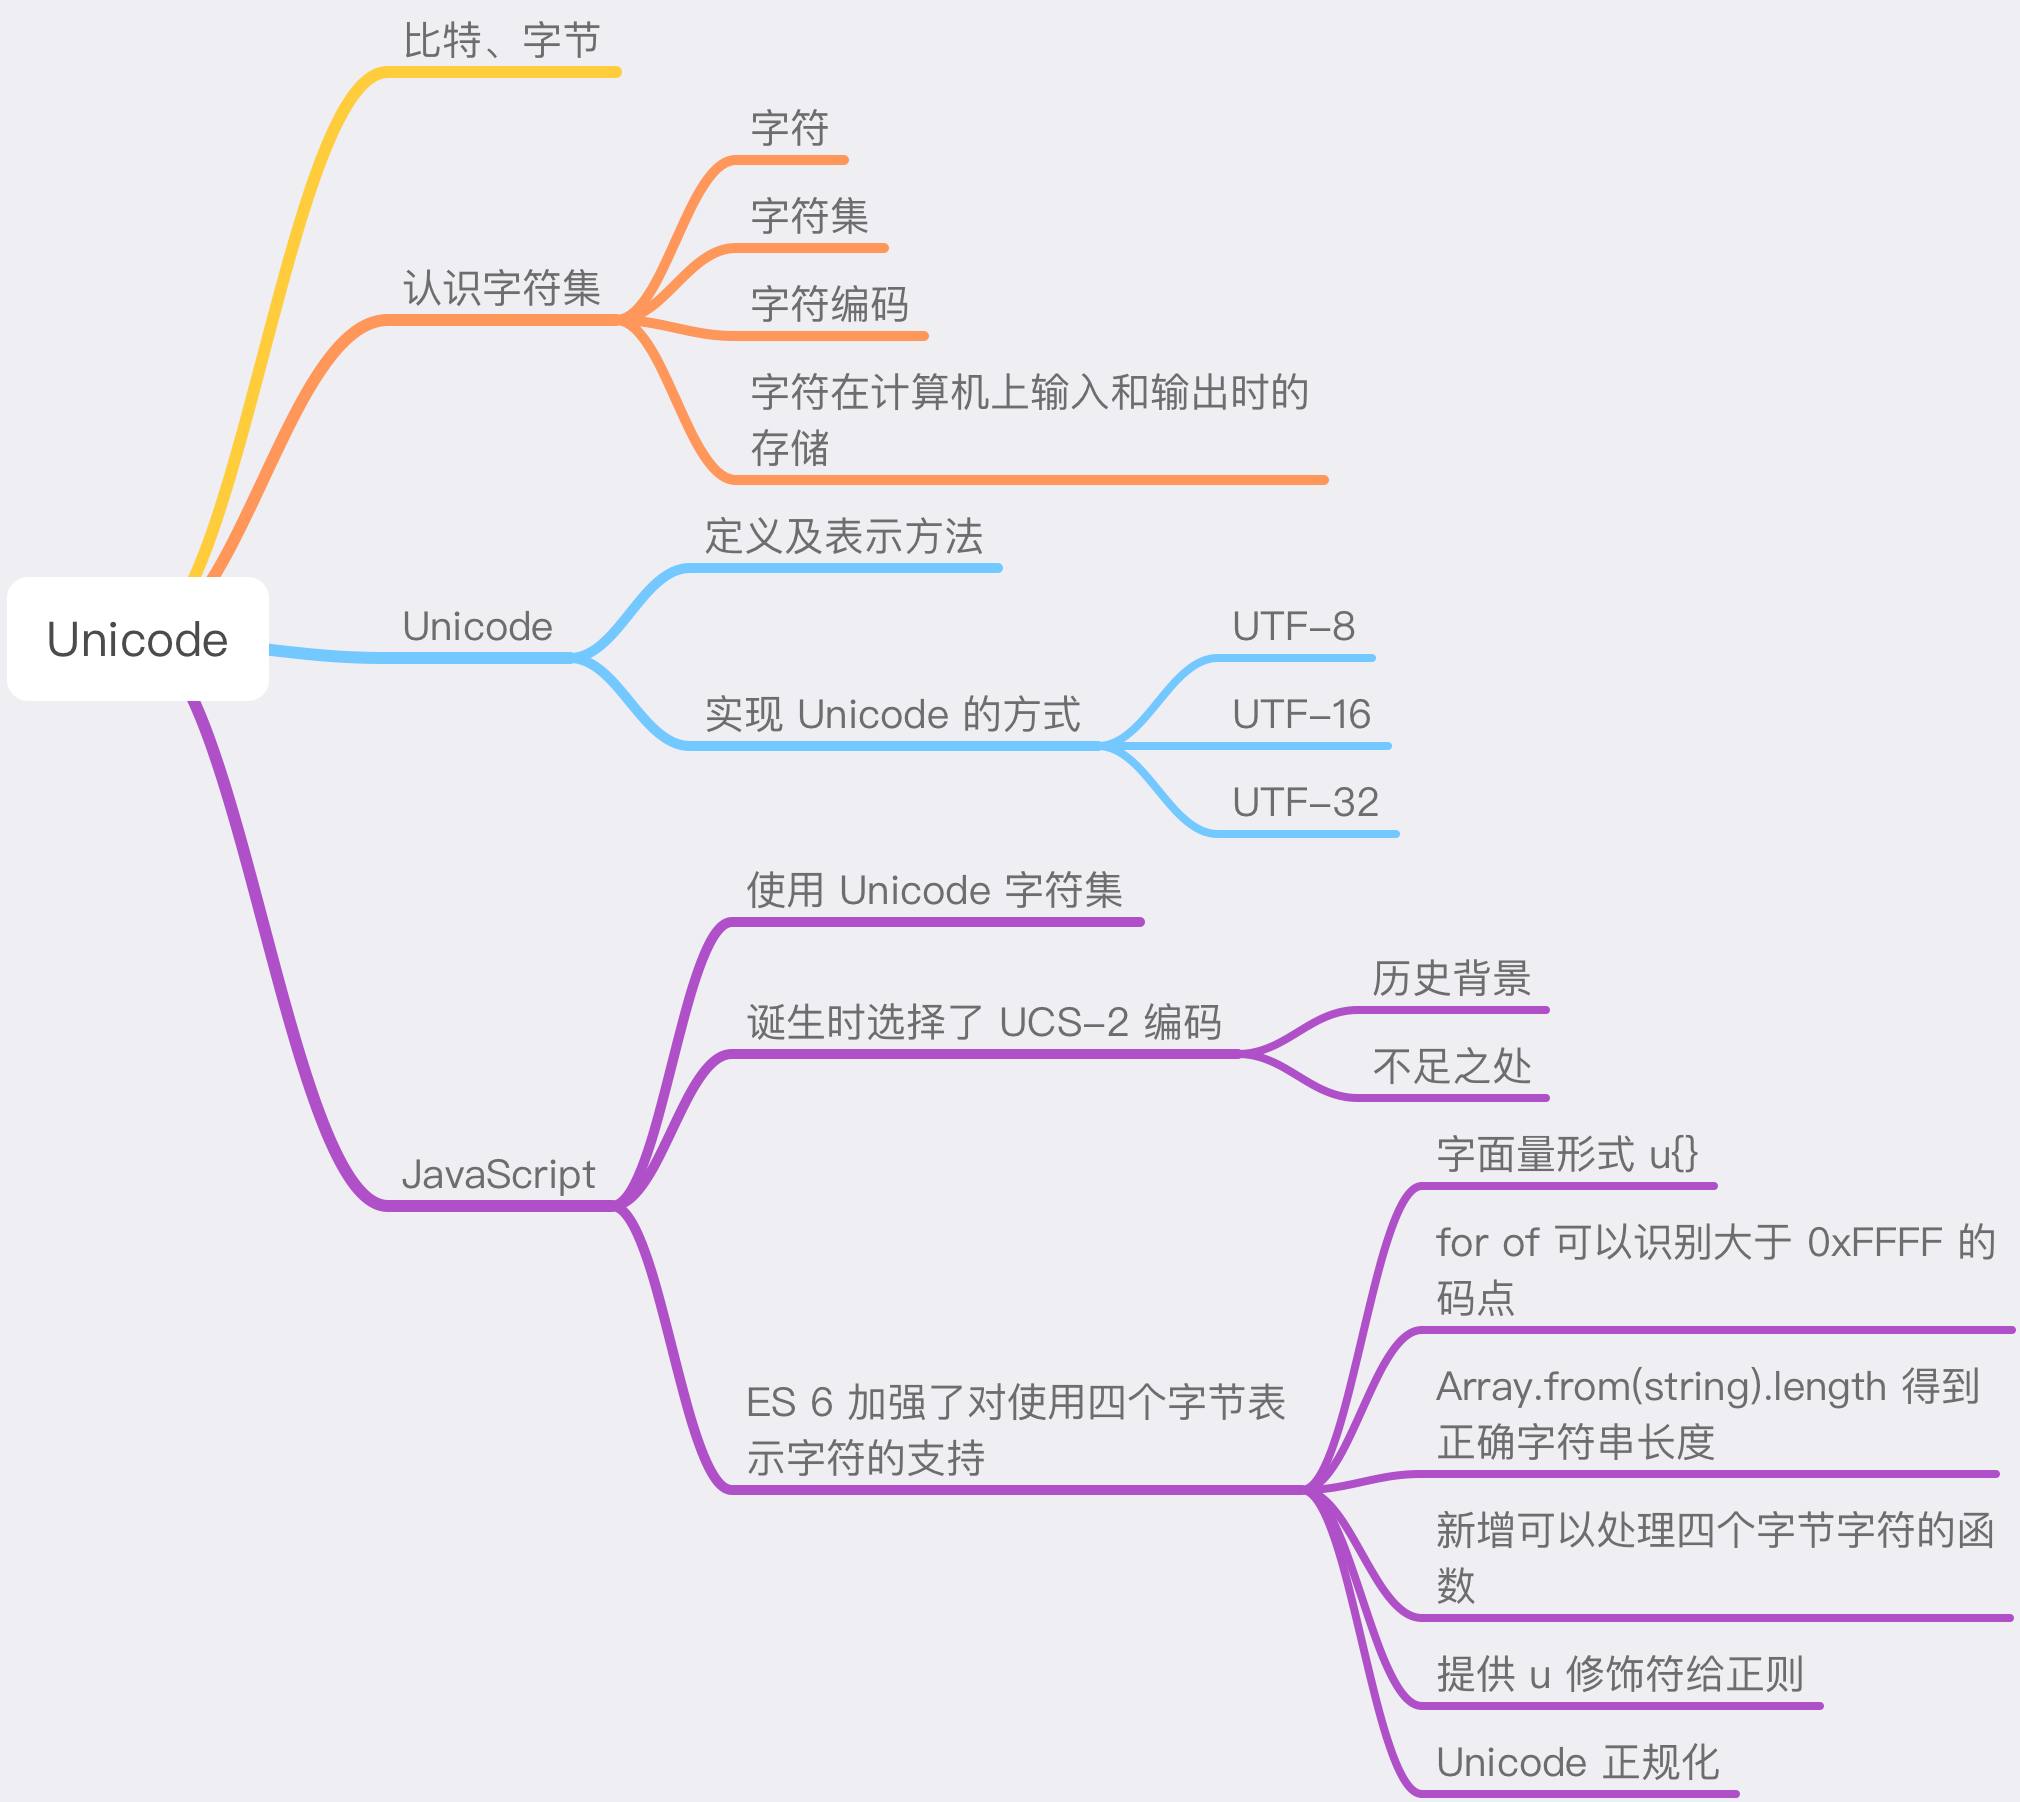 比特、字节
字符
字符集
认识字符集
字符编码
字符在计算机上输入和输出时的
存储
定义及表示方法
Unicode
Unicode
UTF-8
实现 Unicode 的方式
UTF-16
UTF-32
使用 Unicode 字符集
历史背景
诞生时选择了 UCS-2 编码
不足之处
JavaScript
字面量形式 u{}
for of 可以识别大于 0xFFFF 的
码点
Array.from(string).length 得到
正确字符串长度
ES 6 加强了对使用四个字节表
示字符的支持
新增可以处理四个字节字符的函
数
提供 u 修饰符给正则
Unicode 正规化